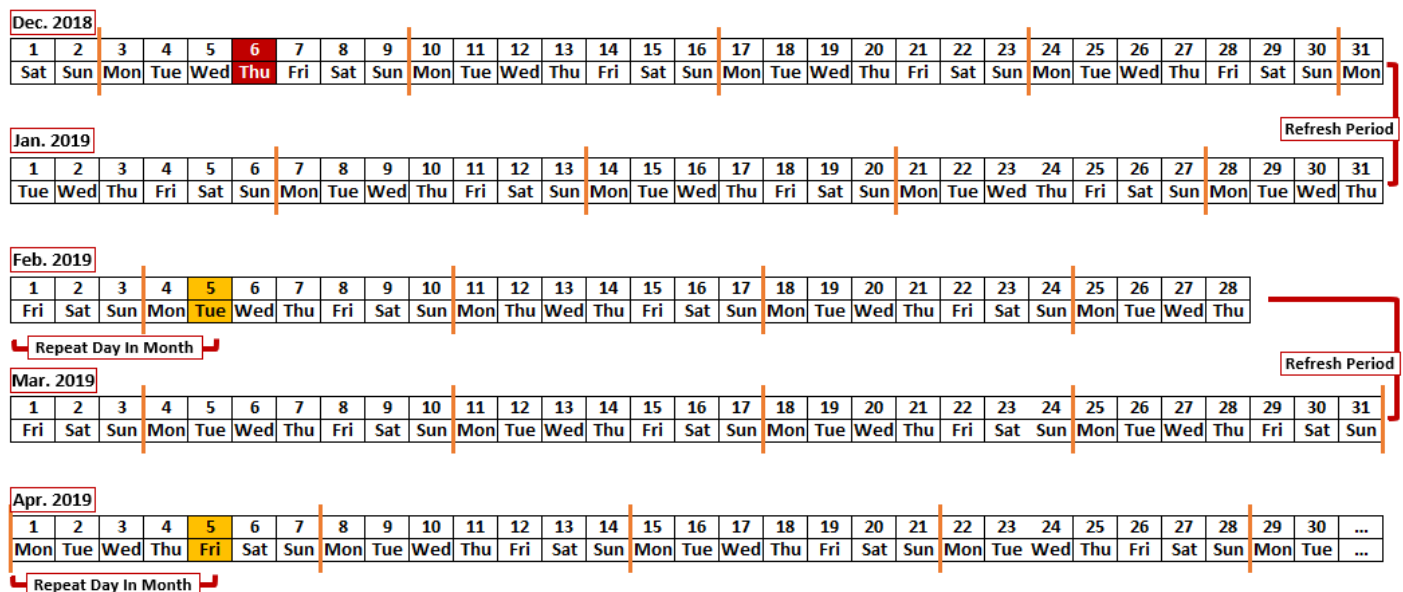 Dec. 2018
1 2 3 4 5 6 7 8 9 10 11 12 13 14 15 16 17 18 19 20 21 22 23 24 25 26 27 28 29 30 31
Sat Sun Mon Tue Wed Thu Fri Sat Sun Mon Tue Wed Thu Fri Sat Sun Mon Tue Wed Thu Fri Sat Sun Mon Tue Wed Thu Fri Sat Sun Mon
Refresh Period
Jan. 2019
1 2 3 4 5 6 7 8 9 10 11 12 13 14 15 16 17 18 19 20 21 22 23 24 25 26 27 28 29 30 31
Tue Wed Thu Fri Sat Sun Mon Tue Wed Thu Fri Sat Sun Mon Tue Wed Thu Fri Sat Sun Mon Tue Wed Thu Fri Sat Sun Mon Tue Wed Thu
Feb. 2019
1 2 3 4 5 6 7 8 9 10 11 12 13 14 15 16 17 18 19 20 21 22 23 24 25 26 27 28
Fri Sat Sun Mon Tue Wed Thu Fri Sat Sun Mon Thu Wed Thu Fri Sat Sun Mon Tue Wed Thu Fri Sat Sun Mon Tue Wed Thu
Repeat Day In Month
Refresh Period
Mar. 2019
1 2 3 4 5 6 7 8 9 10 11 12 13 14 15 16 17 18 19 20 21 22 23 24 25 26 27 28 29 30 31
Fri Sat Sun Mon Tue Wed Thu Fri Sat Sun Mon Tue Wed Thu Fri Sat Sun Mon Tue Wed Thu Fri Sat Sun Mon Tue Wed Thu Fri Sat Sun
Apr. 2019
1 2 3 4 5 6 7 8 9 10 11 12 13 14 15 16 17 18 19 20 21 22 23 24 25 26 27 28 29 30 ...
Mon Tue Wed Thu Fri Sat Sun Mon Tue Wed Thu Fri Sat Sun Mon Tue Wed Thu Fri Sat Sun Mon Tue Wed Thu Fri Sat Sun Mon Tue ...
Repeat Day In Month